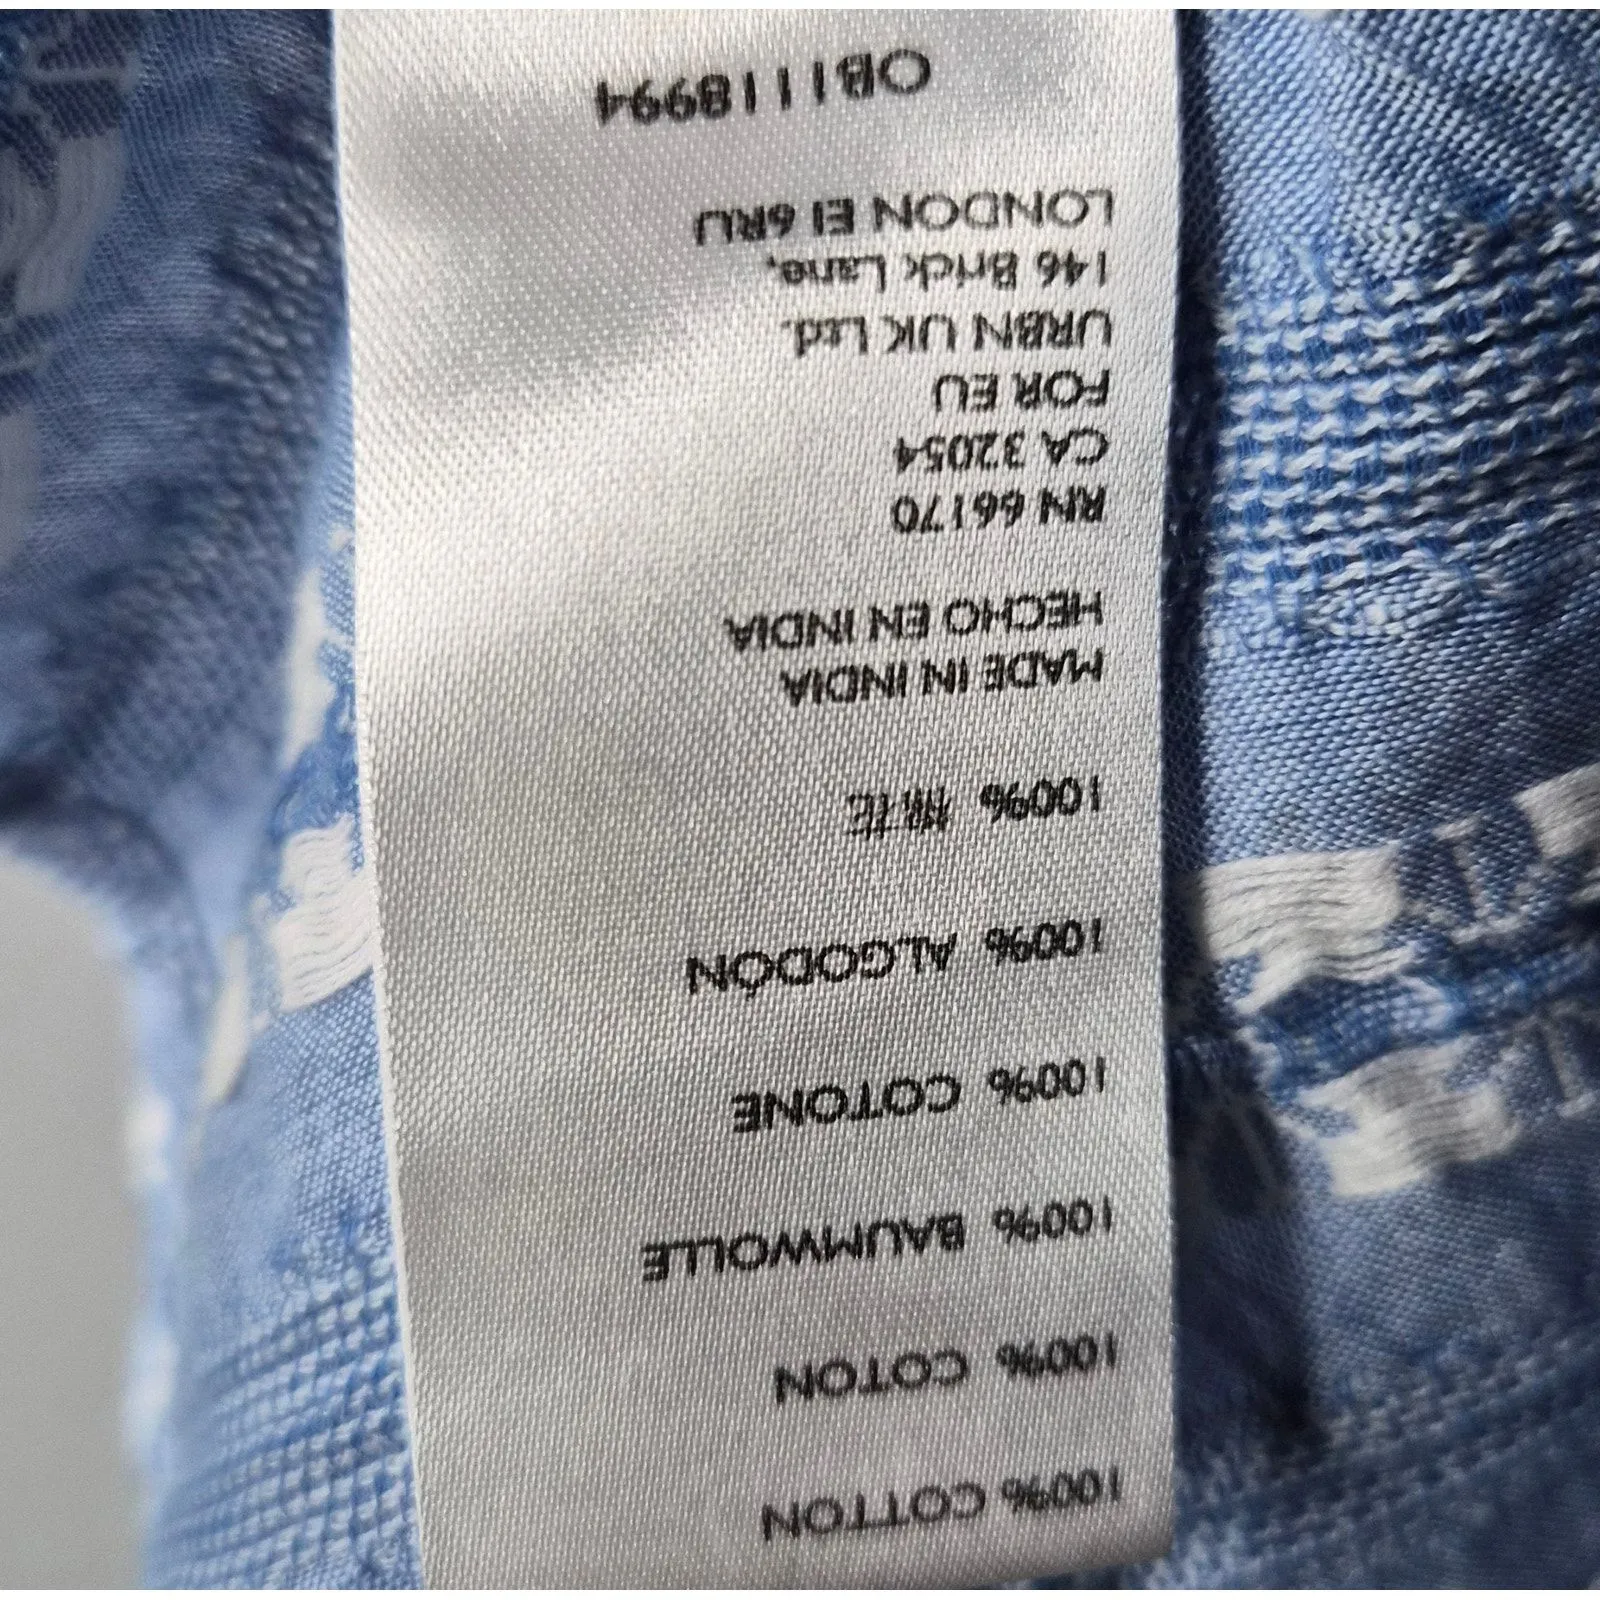 100% COTTON
100% COTON
100% BAUMWOLLE
100% COTONE
100% ALGODÓN
100% 棉花
MADE IN INDIA
HECHO EN INDIA
RN 66170
CA 32054
FOR EU
URBN UK Ltd.
146 Brick Lane,
LONDON E1 6RU
OB1118994